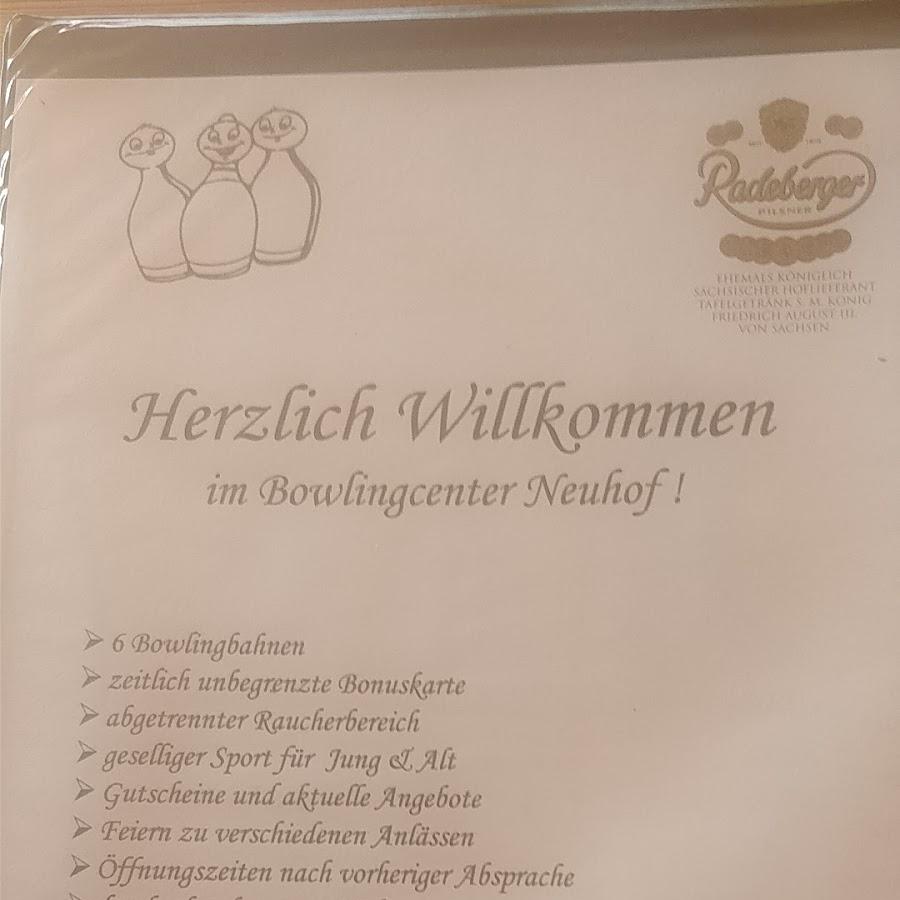 Radeberger
PILSNER
EHEMALS KÖNIGLICH
SÄCHSISCHER HOFLIEFERANT
TAFELGETRÄNK S. M. KÖNIG
FRIEDRICH AUGUST III.
VON SACHSEN
Herzlich Willkommen
im Bowlingcenter Neuhof !
➢ 6 Bowlingbahnen
➢ zeitlich unbegrenzte Bonuskarte
➢ abgetrennter Raucherbereich
➢ geselliger Sport für Jung & Alt
➢ Gutscheine und aktuelle Angebote
➢ Feiern zu verschiedenen Anlässen
➢ Öffnungszeiten nach vorheriger Absprache